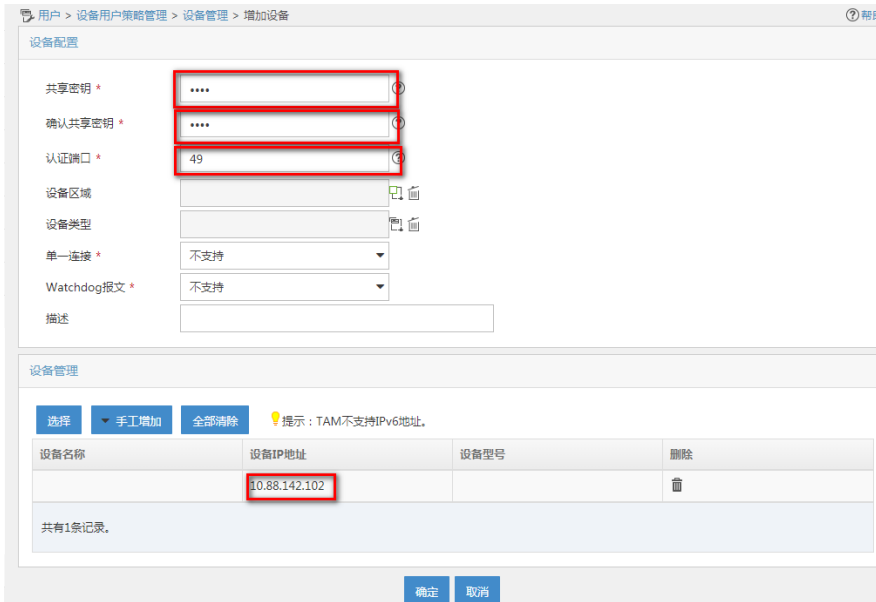 用户 > 设备用户策略管理 > 设备管理 > 增加设备 ?帮
设备配置
共享密钥 * •••• ?
确认共享密钥 * •••• ?
认证端口 * 49 ?
设备区域
设备类型
单一连接 * 不支持
Watchdog报文 * 不支持
描述
设备管理
选择 手工增加 全部清除 提示：TAM不支持IPv6地址。
设备名称 设备IP地址 设备型号 删除
10.88.142.102
共有1条记录。
确定 取消